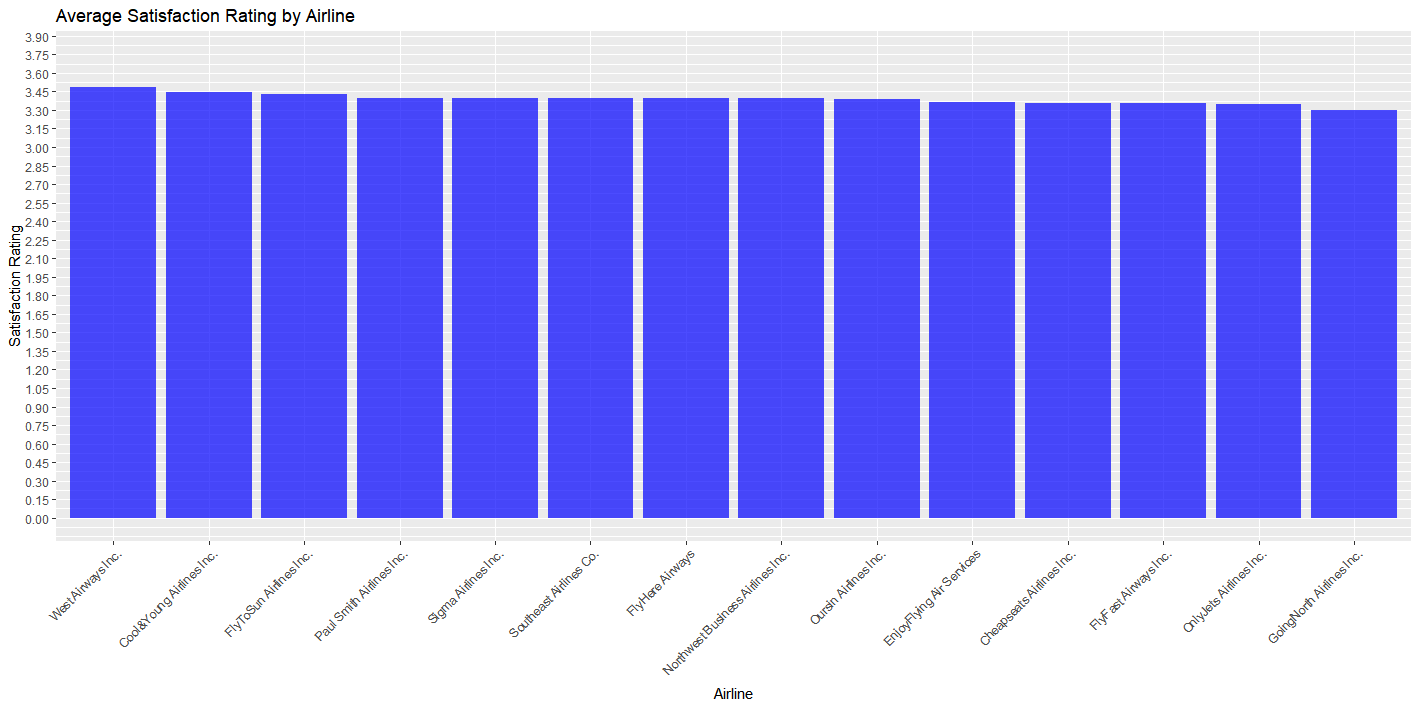 Average Satisfaction Rating by Airline
3.90
3.75
3.60
3.45
3.30
3.15
3.00
2.85
2.70
2.55
2.40
2.25
2.10
1.95
1.80
1.65
1.50
1.35
1.20
1.05
0.90
0.75
0.60
0.45
0.30
0.15
0.00
Satisfaction Rating
West Airways Inc.
Cool&Young Airlines Inc.
FlyToSun Airlines Inc.
Paul Smith Airlines Inc.
Sigma Airlines Inc.
Southeast Airlines Co.
FlyHere Airways
Northwest Business Airlines Inc.
Oursin Airlines Inc.
EnjoyFlying Air Services
Cheapseats Airlines Inc.
FlyFast Airways Inc.
OnlyJets Airlines Inc.
GoingNorth Airlines Inc.
Airline